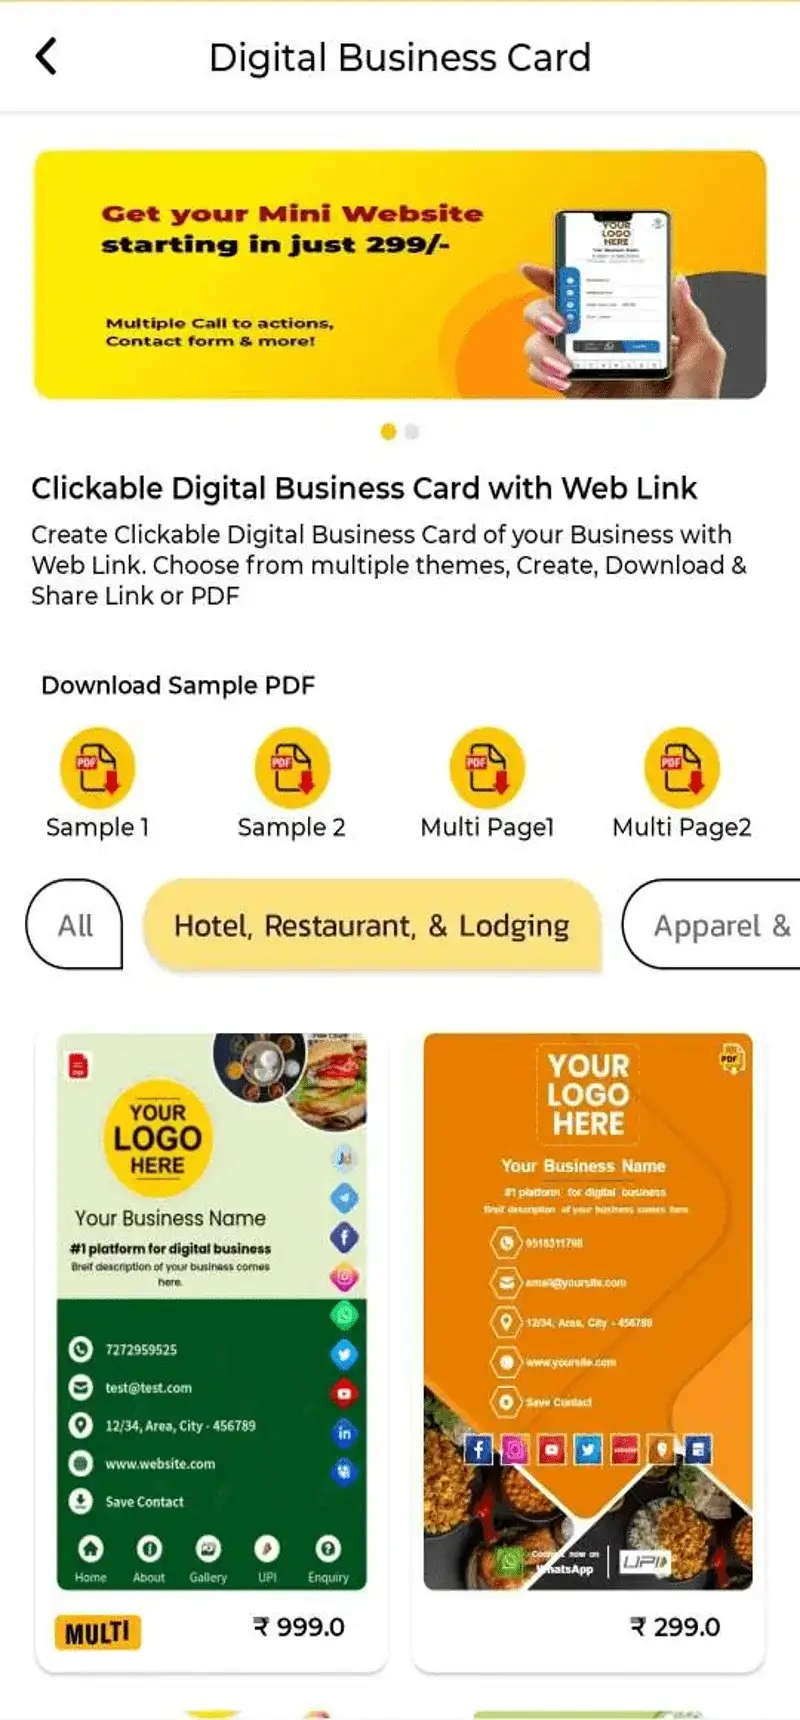 Digital Business Card
Get your Mini Website
starting in just 299/-
Multiple Call to actions,
Contact form & more!
YOUR
LOGO
HERE
Clickable Digital Business Card with Web Link
Create Clickable Digital Business Card of your Business with
Web Link. Choose from multiple themes, Create, Download &
Share Link or PDF
Download Sample PDF
PDF PDF PDF PDF
Sample 1 Sample 2 Multi Page1 Multi Page2
All Hotel, Restaurant, & Lodging Apparel &
YOUR
LOGO
HERE
Your Business Name
#1 platform for digital business
Breif description of your business comes
here.
7272959525
test@test.com
12/34, Area, City - 456789
www.website.com
Save Contact
Home About Gallery UPI Enquiry
MULTI ₹ 999.0
PDF
YOUR
LOGO
HERE
Your Business Name
#1 platform for digital business
Breif description of your business comes here
9518311798
email@yoursite.com
12/34, Area, City - 456789
www.yoursite.com
Save Contact
Connect now on
WhatsApp
UPI
₹ 299.0